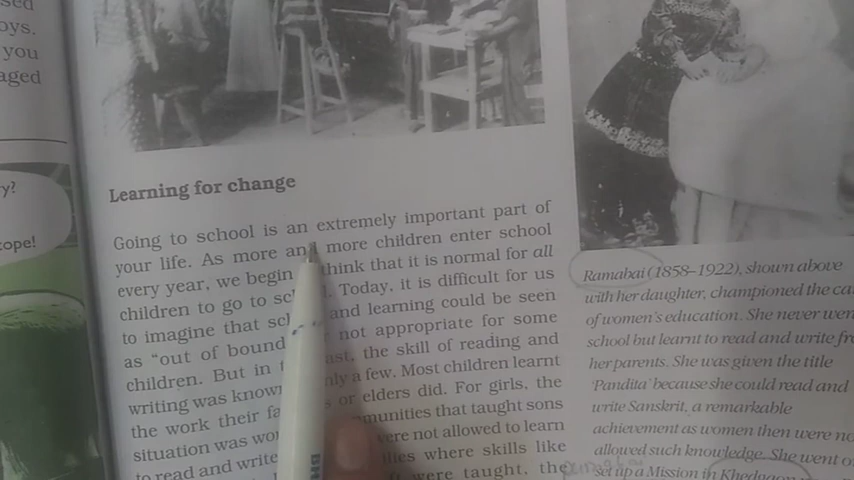 sed
oys.
you
aged
y?
ope!
Learning for change
Going to school is an extremely important part of
your life. As more and more children enter school
every year, we begin think that it is normal for all
children to go to Today, it is difficult for us
to imagine that and learning could be seen
as “out of not appropriate for some
children. But in the skill of reading and
writing was only a few. Most children learnt
the work their or elders did. For girls, the
situation was that taught sons
to read and write were not allowed to learn
where skills like
were taught, the
Ramabai (1858–1922), shown above
with her daughter, championed the
of women's education. She never
school but learnt to read and write
her parents. She was given the title
‘Pandita’ because she could read and
write Sanskrit, a remarkable
achievement as women then were
allowed such knowledge. She went
set up a Mission in Khedgaon